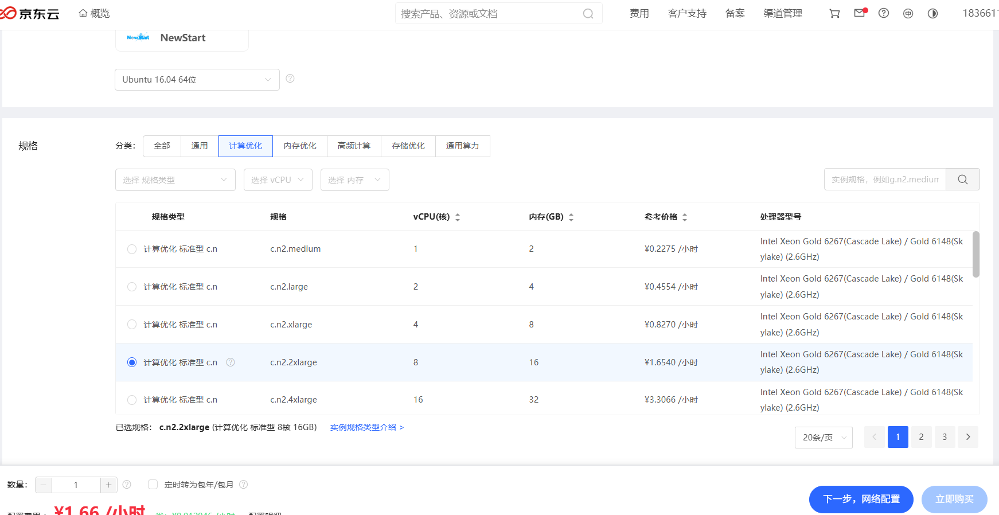 京东云
概览
搜索产品、资源或文档
费用
客户支持
备案
渠道管理
中
183661
NewStart
NewStart
Ubuntu 16.04 64位
规格
分类：
全部
通用
计算优化
内存优化
高频计算
存储优化
通用算力
选择 规格类型
选择 vCPU
选择 内存
实例规格，例如g.n2.medium
规格类型
规格
vCPU(核)
内存(GB)
参考价格
处理器型号
计算优化 标准型 c.n
c.n2.medium
1
2
¥0.2275 /小时
Intel Xeon Gold 6267(Cascade Lake) / Gold 6148(Sk
ylake) (2.6GHz)
计算优化 标准型 c.n
c.n2.large
2
4
¥0.4554 /小时
Intel Xeon Gold 6267(Cascade Lake) / Gold 6148(Sk
ylake) (2.6GHz)
计算优化 标准型 c.n
c.n2.xlarge
4
8
¥0.8270 /小时
Intel Xeon Gold 6267(Cascade Lake) / Gold 6148(Sk
ylake) (2.6GHz)
计算优化 标准型 c.n
c.n2.2xlarge
8
16
¥1.6540 /小时
Intel Xeon Gold 6267(Cascade Lake) / Gold 6148(Sk
ylake) (2.6GHz)
计算优化 标准型 c.n
c.n2.4xlarge
16
32
¥3.3066 /小时
Intel Xeon Gold 6267(Cascade Lake) / Gold 6148(Sk
ylake) (2.6GHz)
已选规格： c.n2.2xlarge (计算优化 标准型 8核 16GB)
实例规格类型介绍 >
20条/页
1
2
3
数量：
1
定时转为包年/包月
下一步，网络配置
立即购买
配置费用：
¥1.66 /小时
配置明细